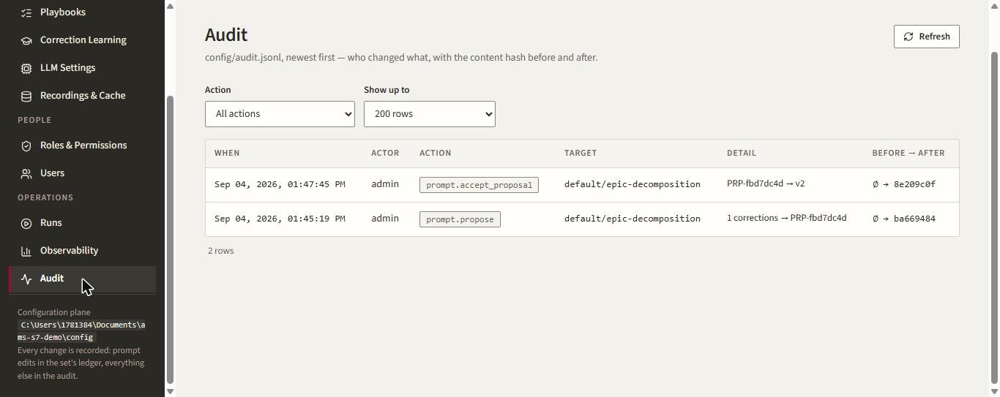 Playbooks
Correction Learning
LLM Settings
Recordings & Cache
PEOPLE
Roles & Permissions
Users
OPERATIONS
Runs
Observability
Audit
Configuration plane
C:\Users\1781384\Documents\a
ms-s7-demo\config
Every change is recorded: prompt
edits in the set's ledger, everything
else in the audit.
Audit
Refresh
config/audit.jsonl, newest first — who changed what, with the content hash before and after.
Action Show up to
All actions 200 rows
WHEN ACTOR ACTION TARGET DETAIL BEFORE → AFTER
Sep 04, 2026, 01:47:45 PM admin prompt.accept_proposal default/epic-decomposition PRP-fbd7dc4d → v2 Ø → 8e209c0f
Sep 04, 2026, 01:45:19 PM admin prompt.propose default/epic-decomposition 1 corrections → PRP-fbd7dc4d Ø → ba669484
2 rows